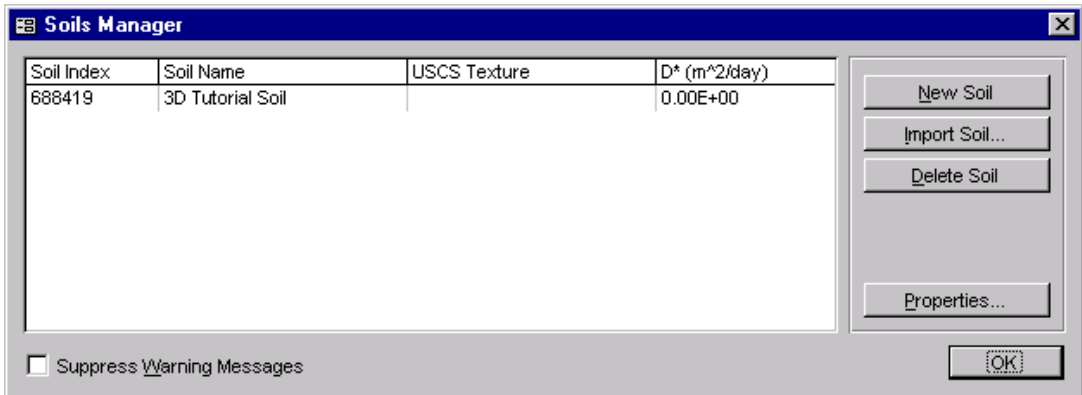 Soils Manager
Soil Index Soil Name USCS Texture D* (m^2/day)
688419 3D Tutorial Soil 0.00E+00
New Soil
Import Soil...
Delete Soil
Properties...
Suppress Warning Messages
OK